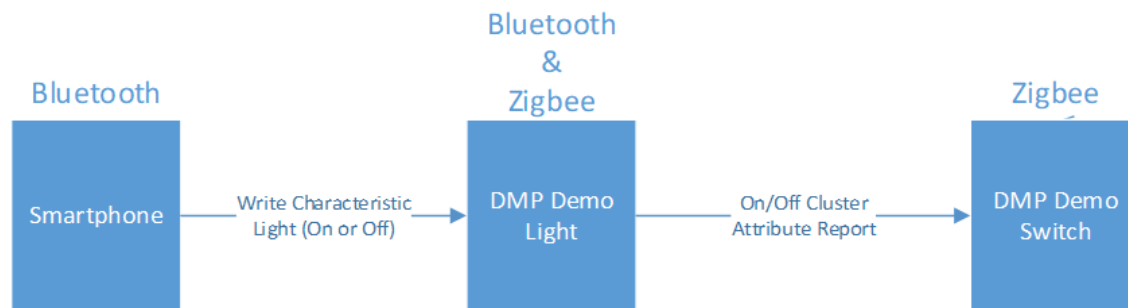 Bluetooth
Bluetooth
&
Zigbee
Zigbee
Smartphone
Write Characteristic
Light (On or Off)
DMP Demo
Light
On/Off Cluster
Attribute Report
DMP Demo
Switch